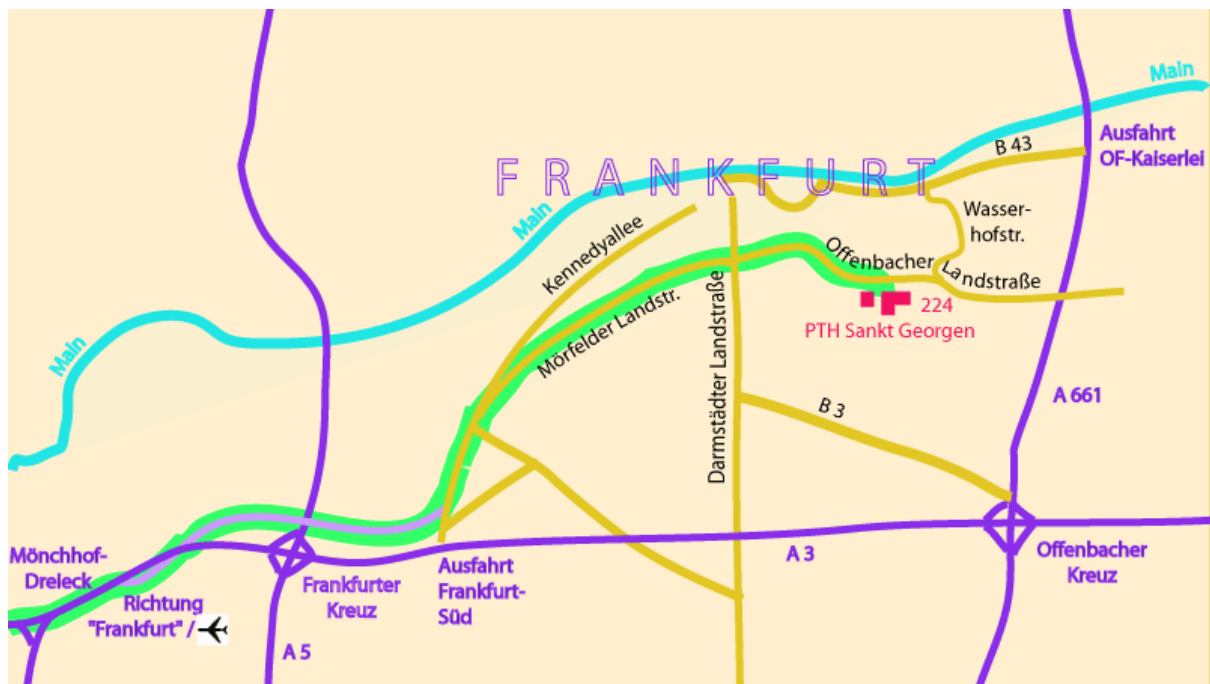 Main
Ausfahrt
OF-Kaiserlei
B 43
FRANKFURT
Main
Wasser-
hofstr.
Kennedyallee
Offenbacher Landstraße
224
PTH Sankt Georgen
Mörfelder Landstr.
Darmstädter Landstraße
Main
A 661
B 3
Mönchhof-
Dreieck
Richtung
"Frankfurt" /
Frankfurter
Kreuz
Ausfahrt
Frankfurt-
Süd
A 3
Offenbacher
Kreuz
A 5